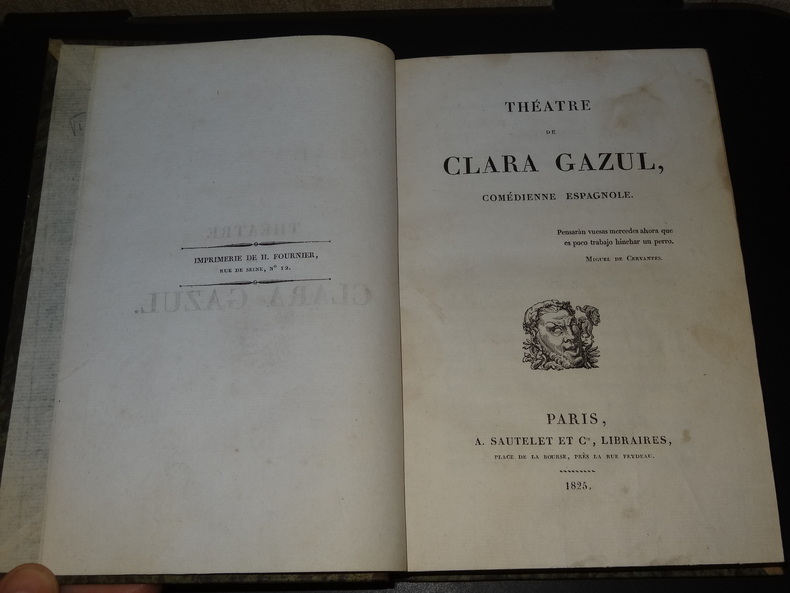 IMPRIMERIE DE H. FOURNIER,
RUE DE SEINE, N° 12.
THÉATRE
DE
CLARA GAZUL,
COMÉDIENNE ESPAGNOLE.
Pensarán vuesas mercedes ahora que
es poco trabajo hinchar un perro.
MIGUEL DE CERVANTES.
PARIS,
A. SAUTELET ET Cie, LIBRAIRES,
PLACE DE LA BOURSE, PRÈS LA RUE FEYDEAU.
1825.